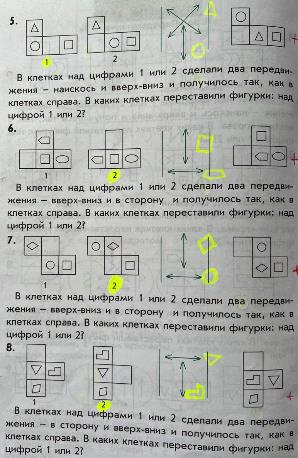 5.
1
2
В клетках над цифрами 1 или 2 сделали два передви-
жения – наискось и вверх-вниз и получилось так, как в
клетках справа. В каких клетках переставили фигурки: над
цифрой 1 или 2?
6.
1
2
В клетках над цифрами 1 или 2 сделали два передви-
жения – вверх-вниз и в сторону и получилось так, как в
клетках справа. В каких клетках переставили фигурки: над
цифрой 1 или 2?
7.
1
2
В клетках над цифрами 1 или 2 сделали два передви-
жения – вверх-вниз и в сторону и получилось так, как в
клетках справа. В каких клетках переставили фигурки: над
цифрой 1 или 2?
8.
1
2
В клетках над цифрами 1 или 2 сделали два передви-
жения – в сторону и вверх-вниз и получилось так, как в
клетках справа. В каких клетках переставили фигурки: над
цифрой 1 или 2?